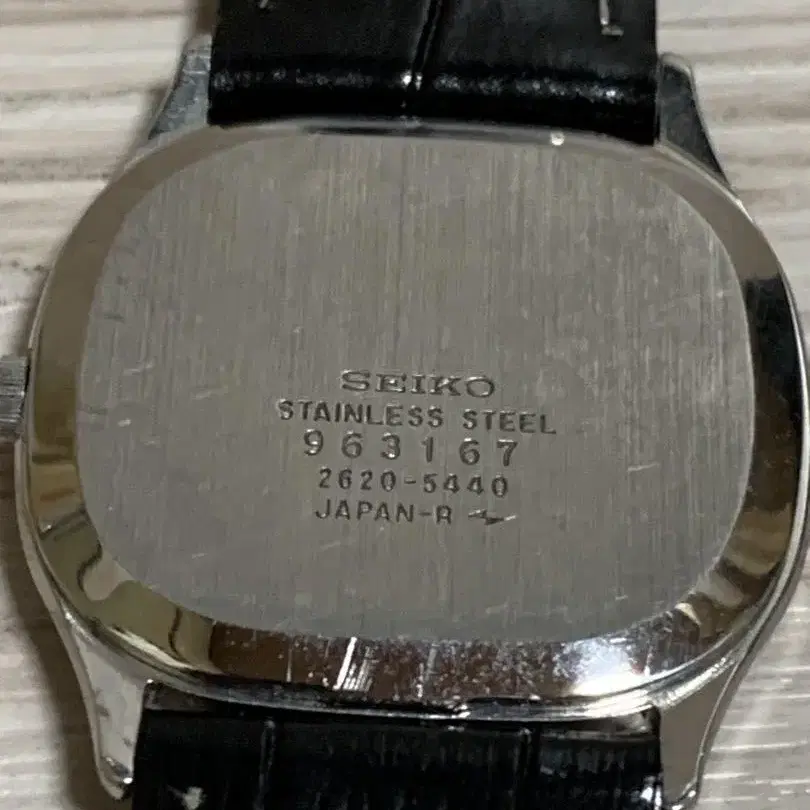 SEIKO
STAINLESS STEEL
963167
2620-5440
JAPAN-R